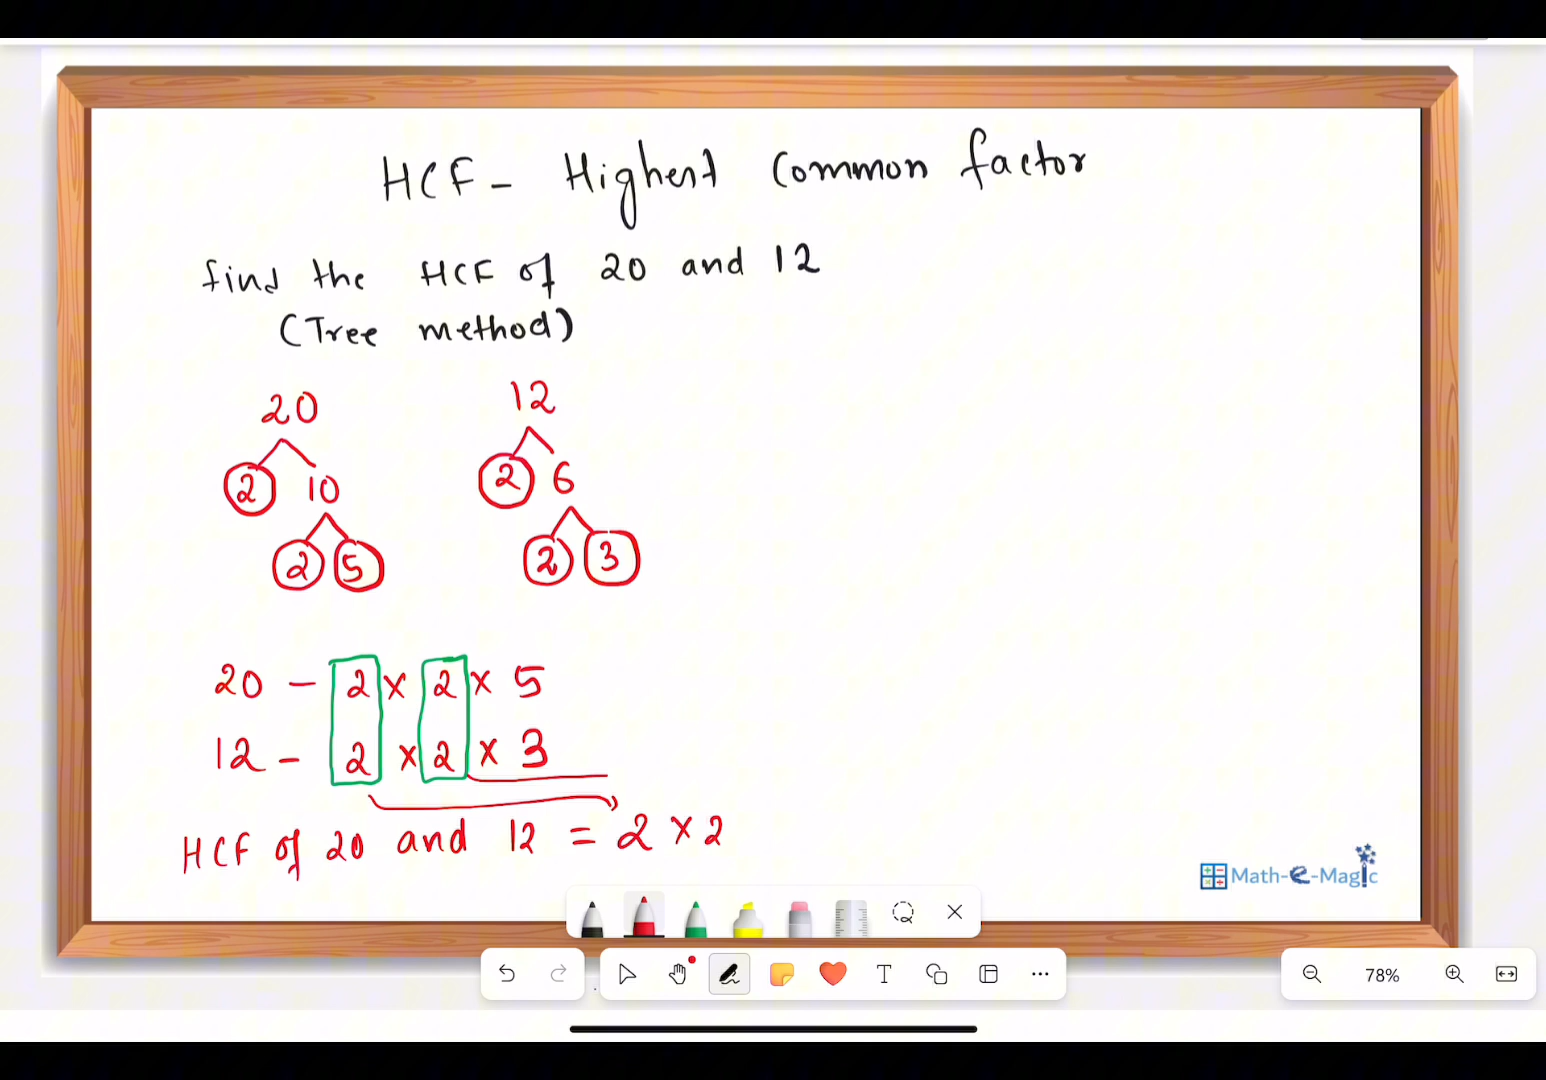 HCF - Highest Common factor
find the HCF of 20 and 12
(Tree method)
20 12
2 10 2 6
2 5 2 3
20 - 2 x 2 x 5
12 - 2 x 2 x 3
HCF of 20 and 12 = 2 x 2
Math-e-Magic
T
78%